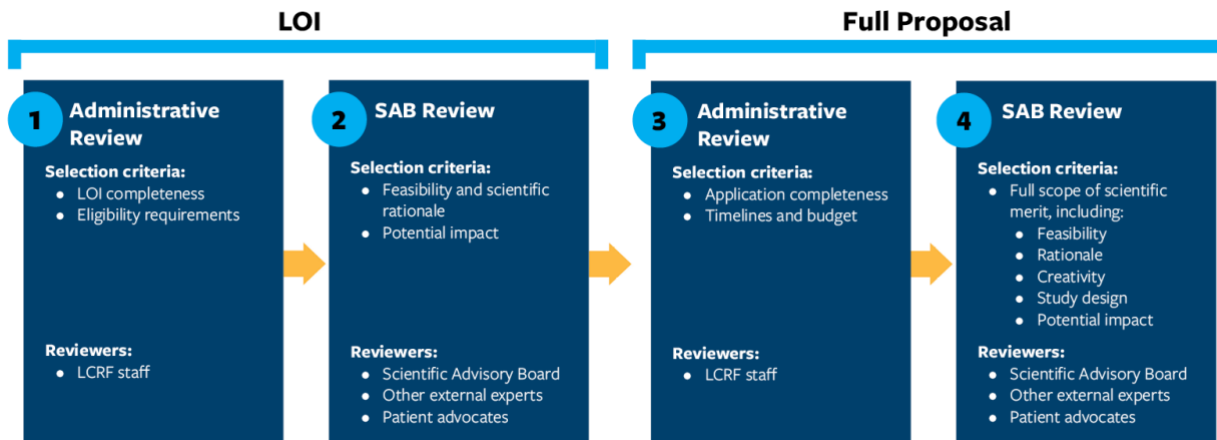 LOI
Full Proposal
1
Administrative
Review
Selection criteria:
• LOI completeness
• Eligibility requirements
Reviewers:
• LCRF staff
2
SAB Review
Selection criteria:
• Feasibility and scientific
rationale
• Potential impact
Reviewers:
• Scientific Advisory Board
• Other external experts
• Patient advocates
3
Administrative
Review
Selection criteria:
• Application completeness
• Timelines and budget
Reviewers:
• LCRF staff
4
SAB Review
Selection criteria:
• Full scope of scientific
merit, including:
• Feasibility
• Rationale
• Creativity
• Study design
• Potential impact
Reviewers:
• Scientific Advisory Board
• Other external experts
• Patient advocates